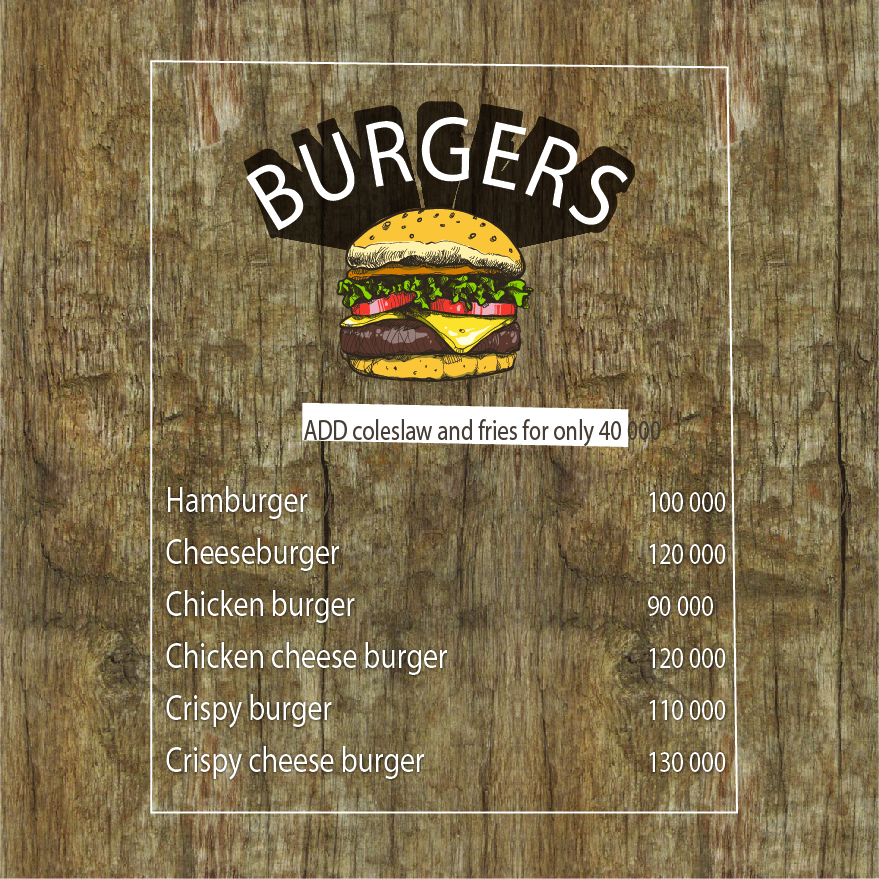 BURGERS
ADD coleslaw and fries for only 40 000
Hamburger 100 000
Cheeseburger 120 000
Chicken burger 90 000
Chicken cheese burger 120 000
Crispy burger 110 000
Crispy cheese burger 130 000